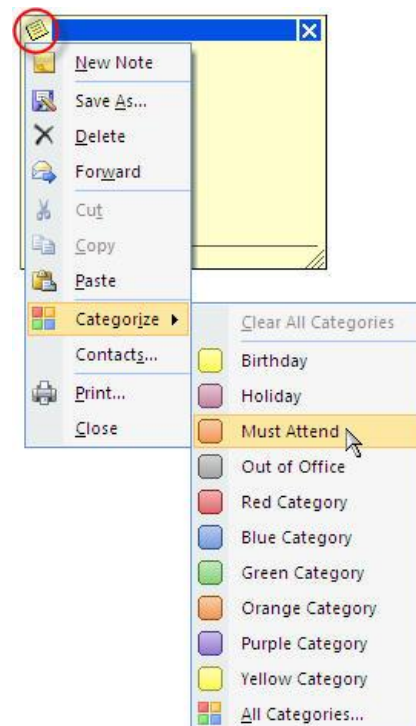 New Note
Save As...
Delete
Forward
Cut
Copy
Paste
Categorize
Contacts...
Print...
Close
Clear All Categories
Birthday
Holiday
Must Attend
Out of Office
Red Category
Blue Category
Green Category
Orange Category
Purple Category
Yellow Category
All Categories...